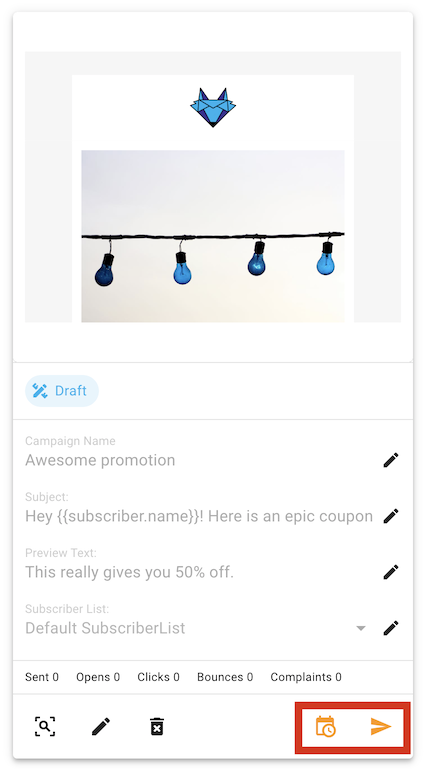 Draft
Campaign Name
Awesome promotion
Subject:
Hey {{subscriber.name}}! Here is an epic coupon
Preview Text:
This really gives you 50% off.
Subscriber List:
Default SubscriberList
Sent 0 Opens 0 Clicks 0 Bounces 0 Complaints 0